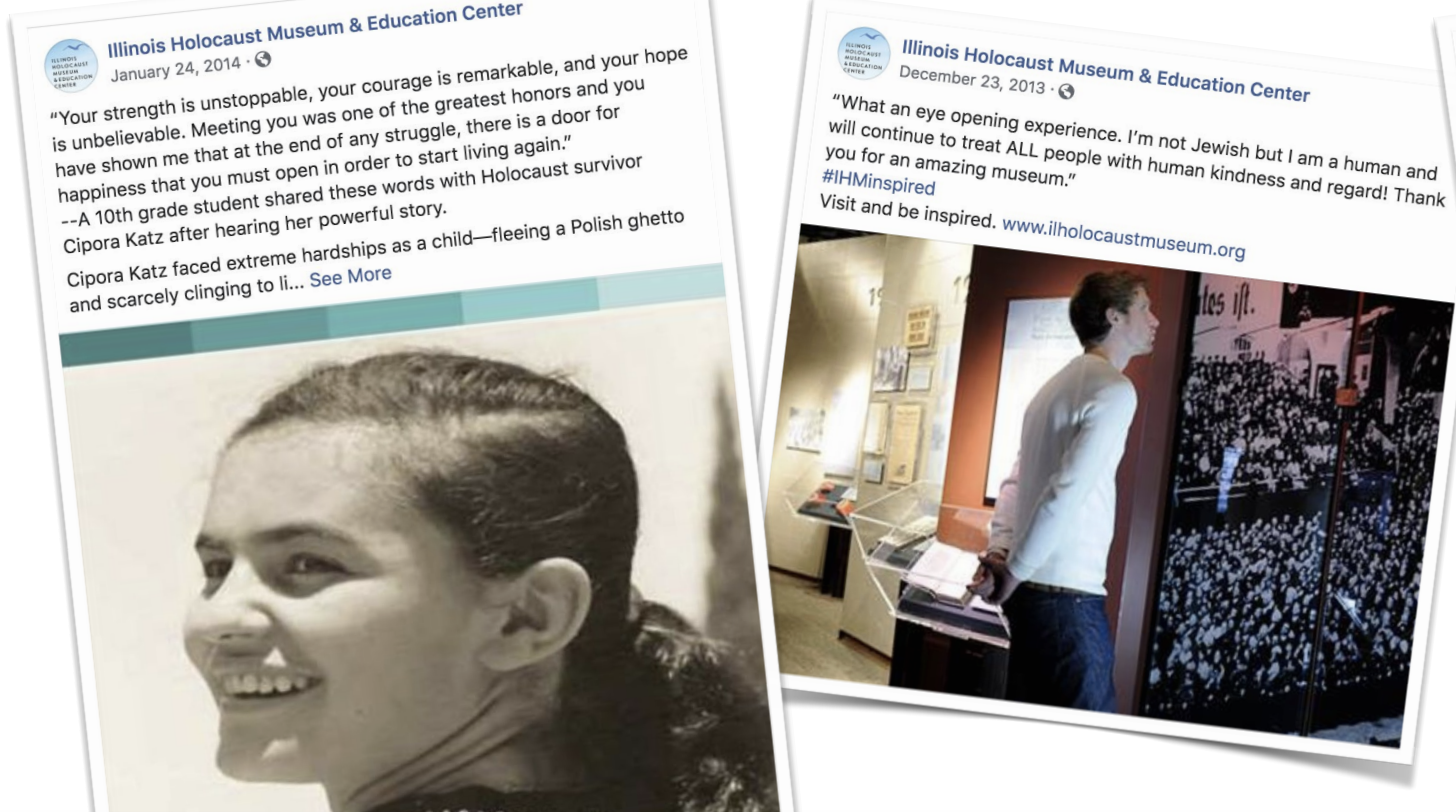 Illinois Holocaust Museum & Education Center
January 24, 2014 ·
“Your strength is unstoppable, your courage is remarkable, and your hope
is unbelievable. Meeting you was one of the greatest honors and you
have shown me that at the end of any struggle, there is a door for
happiness that you must open in order to start living again.”
--A 10th grade student shared these words with Holocaust survivor
Cipora Katz after hearing her powerful story.
Cipora Katz faced extreme hardships as a child—fleeing a Polish ghetto
and scarcely clinging to li... See More
ILLINOIS
HOLOCAUST
MUSEUM
& EDUCATION
CENTER
Illinois Holocaust Museum & Education Center
December 23, 2013 ·
“What an eye opening experience. I’m not Jewish but I am a human and
will continue to treat ALL people with human kindness and regard! Thank
you for an amazing museum.”
#IHMinspired
Visit and be inspired. www.ilholocaustmuseum.org
ILLINOIS
HOLOCAUST
MUSEUM
& EDUCATION
CENTER
ist.